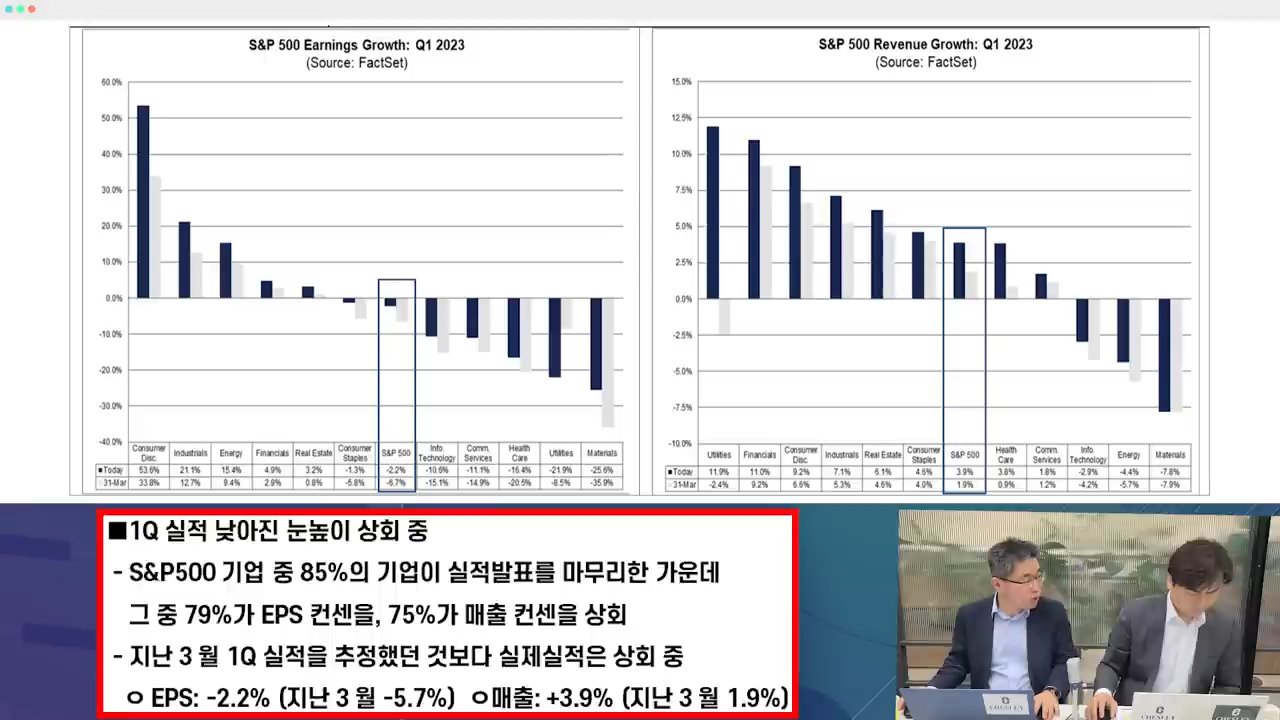 S&P 500 Earnings Growth: Q1 2023
(Source: FactSet)
60.0%
50.0%
40.0%
30.0%
20.0%
10.0%
0.0%
-10.0%
-20.0%
-30.0%
-40.0%
Consumer Disc. Industrials Energy Financials Real Estate Consumer Staples S&P 500 Info. Technology Comm. Services Health Care Utilities Materials
■Today 53.6% 21.1% 15.4% 4.9% 3.2% -1.3% -2.2% -10.6% -11.1% -16.4% -21.9% -25.6%
31-Mar 33.8% 12.7% 9.4% 2.9% 0.8% -5.8% -6.7% -15.1% -14.9% -20.5% -8.5% -35.9%
S&P 500 Revenue Growth: Q1 2023
(Source: FactSet)
15.0%
12.5%
10.0%
7.5%
5.0%
2.5%
0.0%
-2.5%
-5.0%
-7.5%
-10.0%
Utilities Financials Consumer Disc. Industrials Real Estate Consumer Staples S&P 500 Health Care Comm. Services Info. Technology Energy Materials
■Today 11.9% 11.0% 9.2% 7.1% 6.1% 4.6% 3.9% 3.8% 1.8% -2.9% -4.4% -7.8%
31-Mar -2.4% 9.2% 6.6% 5.3% 4.6% 4.0% 1.9% 0.9% 1.2% -4.2% -5.7% -7.9%
■1Q 실적 낮아진 눈높이 상회 중
- S&P500 기업 중 85%의 기업이 실적발표를 마무리한 가운데
그 중 79%가 EPS 컨센을, 75%가 매출 컨센을 상회
- 지난 3월 1Q 실적을 추정했던 것보다 실제실적은 상회 중
ㅇ EPS: -2.2% (지난 3월 -5.7%) ㅇ매출: +3.9% (지난 3월 1.9%)
CHESLEY